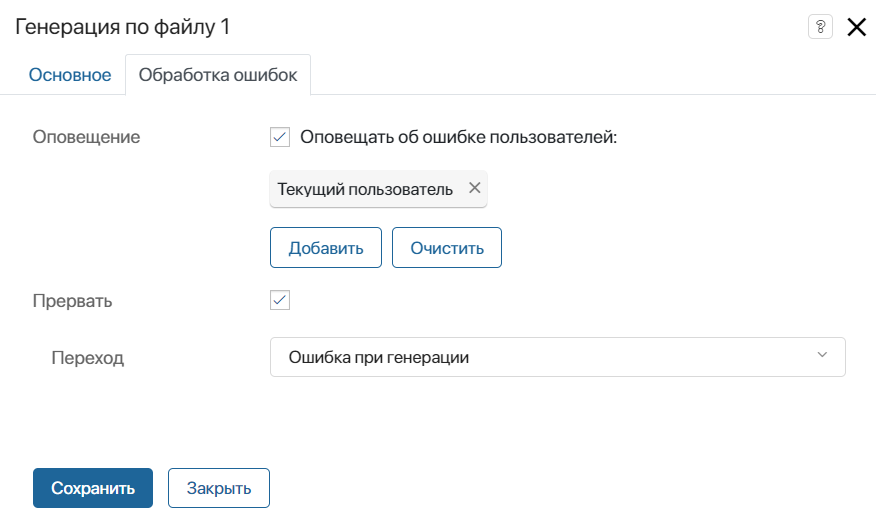 Генерация по файлу 1
?
Основное
Обработка ошибок
Оповещение
Оповещать об ошибке пользователей:
Текущий пользователь
Добавить
Очистить
Прервать
Переход
Ошибка при генерации
Сохранить
Закрыть